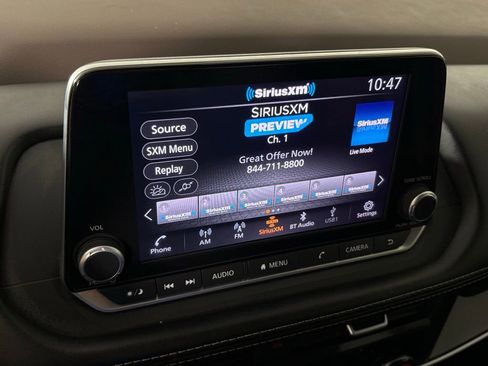 SiriusXM
10:47
SIRIUSXM
PREVIEW
Ch. 1
Great Offer Now!
844-711-8800
Source
SXM Menu
Replay
SiriusXM
Live Mode
VOL
Phone
AM
FM
SiriusXM
BT Audio
USB1
Settings
AUDIO
MENU
CAMERA